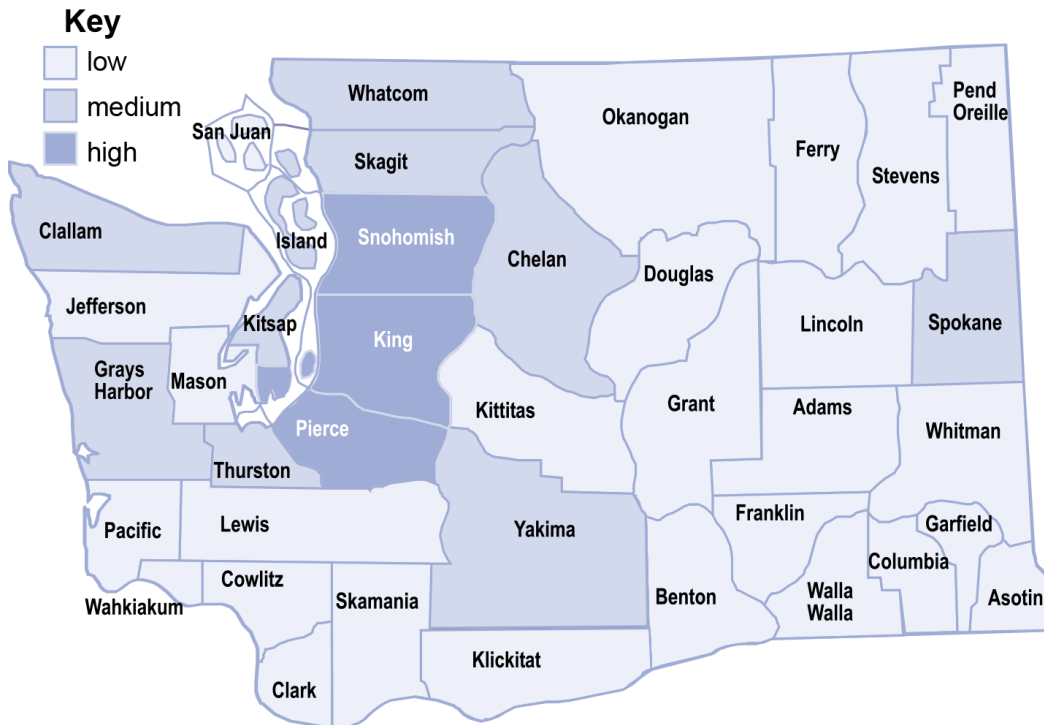 Key
low
medium
high
Whatcom
San Juan
Skagit
Okanogan
Ferry
Stevens
Pend
Oreille
Clallam
Island
Snohomish
Chelan
Douglas
Jefferson
Kitsap
King
Lincoln
Spokane
Grays
Harbor
Mason
Kittitas
Grant
Adams
Whitman
Pierce
Thurston
Pacific
Lewis
Yakima
Franklin
Garfield
Columbia
Wahkiakum
Cowlitz
Skamania
Benton
Walla
Walla
Asotin
Klickitat
Clark